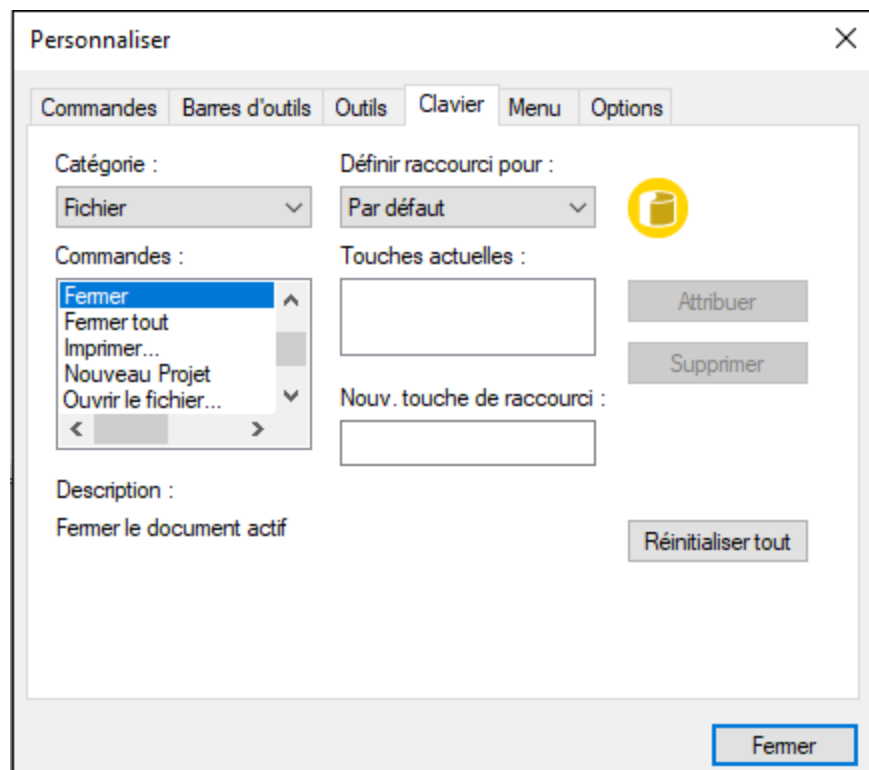 Personnaliser
Commandes Barres d'outils Outils Clavier Menu Options
Catégorie : Définir raccourci pour :
Fichier Par défaut
Commandes : Touches actuelles :
Fermer
Fermer tout
Imprimer...
Nouveau Projet
Ouvrir le fichier...
Attribuer
Supprimer
Nouv. touche de raccourci :
Description :
Fermer le document actif
Réinitialiser tout
Fermer